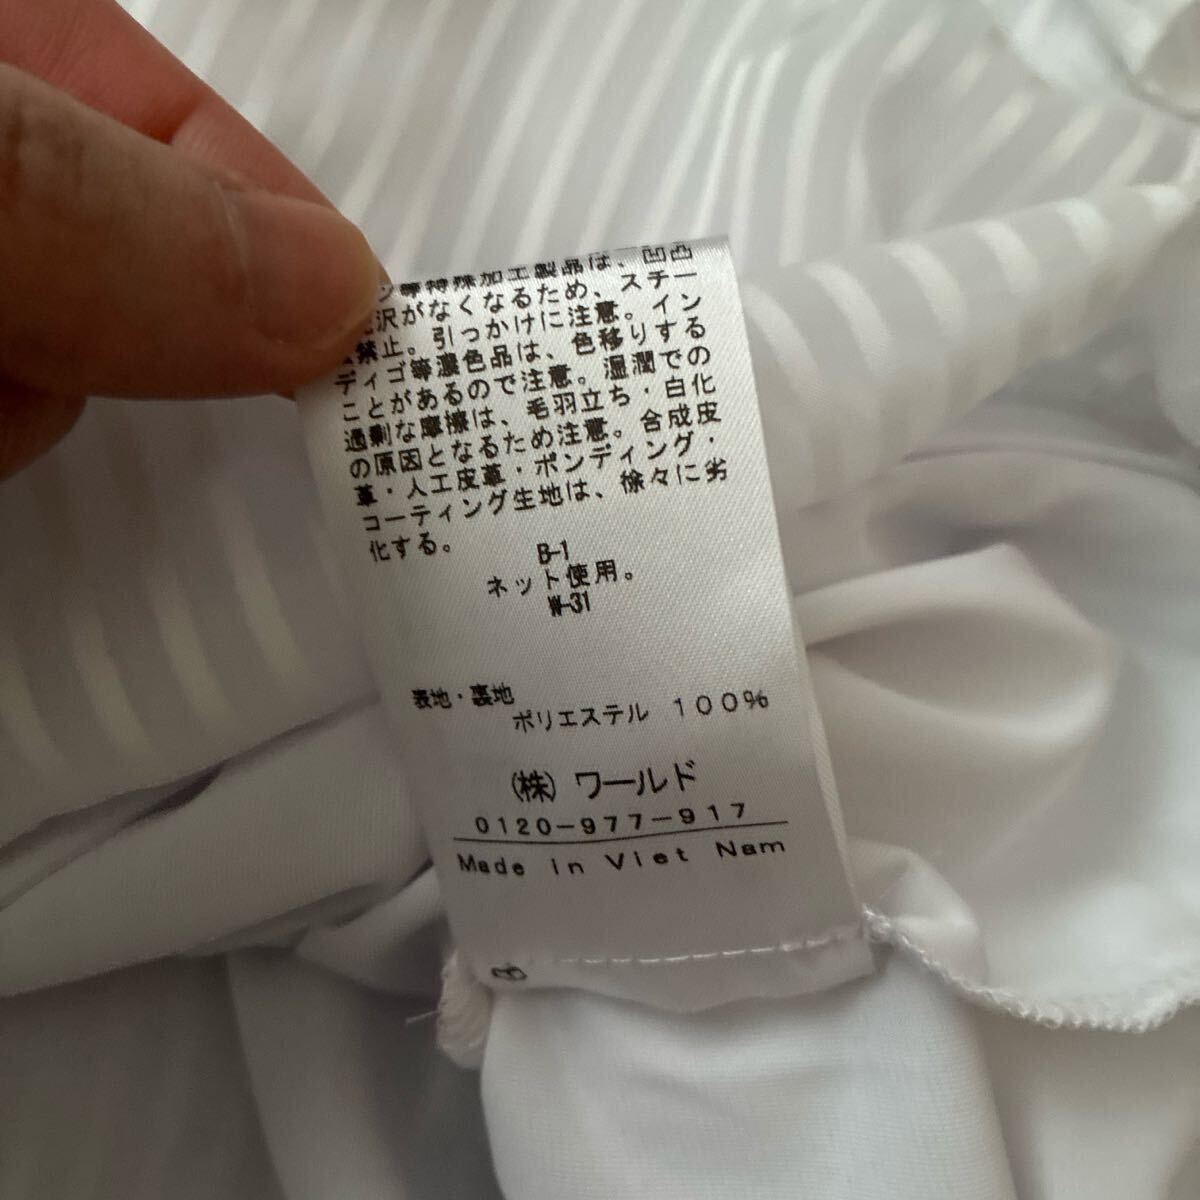 ン等特殊加工製品は、凹凸
沢がなくなるため、スチー
禁止。引っかけに注意。イン
ディゴ等濃色品は、色移りする
ことがあるので注意。湿潤での
過剰な摩擦は、毛羽立ち・白化
の原因となるため注意。合成皮
革・人工皮革・ボンディング・
コーティング生地は、徐々に劣
化する。
B-1
ネット使用。
W-31
表地・裏地
ポリエステル 100%
(株) ワールド
0120-977-917
Made in Viet Nam